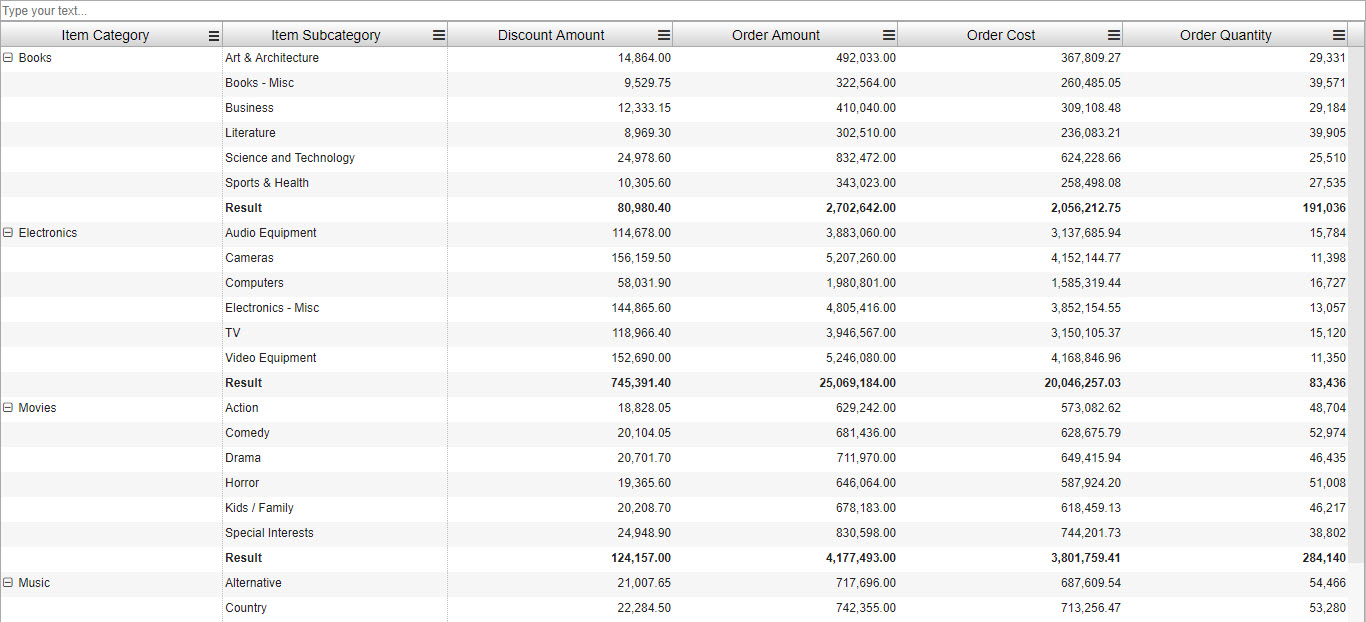 Type your text...
Item Category Item Subcategory Discount Amount Order Amount Order Cost Order Quantity
Books Art & Architecture 14,864.00 492,033.00 367,809.27 29,331
Books - Misc 9,529.75 322,564.00 260,485.05 39,571
Business 12,333.15 410,040.00 309,108.48 29,184
Literature 8,969.30 302,510.00 236,083.21 39,905
Science and Technology 24,978.60 832,472.00 624,228.66 25,510
Sports & Health 10,305.60 343,023.00 258,498.08 27,535
Result 80,980.40 2,702,642.00 2,056,212.75 191,036
Electronics Audio Equipment 114,678.00 3,883,060.00 3,137,685.94 15,784
Cameras 156,159.50 5,207,260.00 4,152,144.77 11,398
Computers 58,031.90 1,980,801.00 1,585,319.44 16,727
Electronics - Misc 144,865.60 4,805,416.00 3,852,154.55 13,057
TV 118,966.40 3,946,567.00 3,150,105.37 15,120
Video Equipment 152,690.00 5,246,080.00 4,168,846.96 11,350
Result 745,391.40 25,069,184.00 20,046,257.03 83,436
Movies Action 18,828.05 629,242.00 573,082.62 48,704
Comedy 20,104.05 681,436.00 628,675.79 52,974
Drama 20,701.70 711,970.00 649,415.94 46,435
Horror 19,365.60 646,064.00 587,924.20 51,008
Kids / Family 20,208.70 678,183.00 618,459.13 46,217
Special Interests 24,948.90 830,598.00 744,201.73 38,802
Result 124,157.00 4,177,493.00 3,801,759.41 284,140
Music Alternative 21,007.65 717,696.00 687,609.54 54,466
Country 22,284.50 742,355.00 713,256.47 53,280